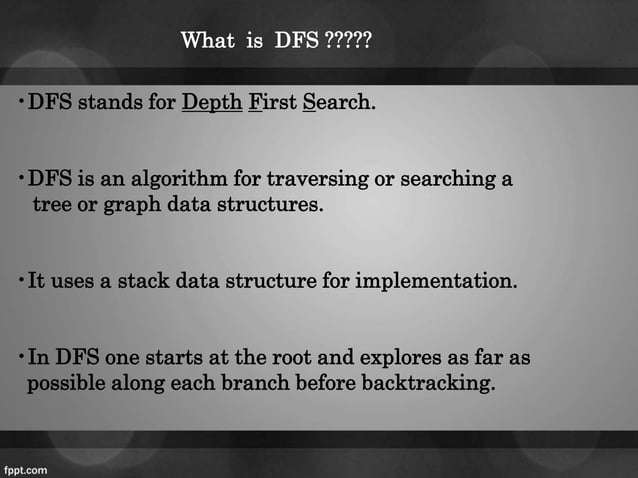 What is DFS ?????
•DFS stands for Depth First Search.
•DFS is an algorithm for traversing or searching a
tree or graph data structures.
•It uses a stack data structure for implementation.
•In DFS one starts at the root and explores as far as
possible along each branch before backtracking.
fppt.com